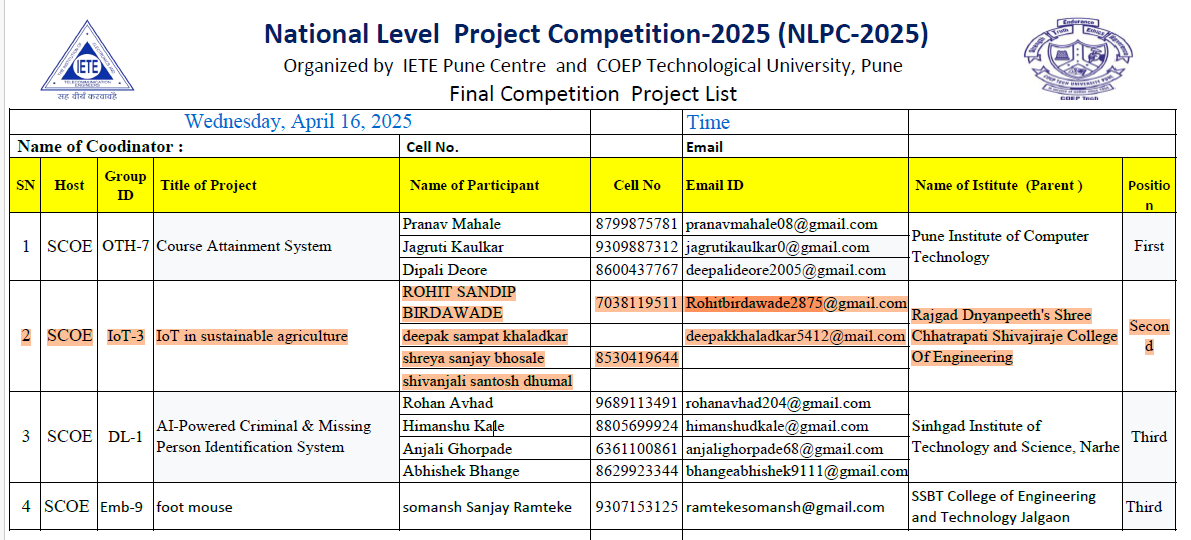 National Level Project Competition-2025 (NLPC-2025)
Organized by IETE Pune Centre and COEP Technological University, Pune
Final Competition Project List
IETE
सह वीर्यं करवावहै
COEP Tech
Wednesday, April 16, 2025 Time
Name of Coodinator : Cell No. Email
SN Host Group ID Title of Project Name of Participant Cell No Email ID Name of Istitute (Parent ) Positio
n
1 SCOE OTH-7 Course Attainment System
Pranav Mahale 8799875781 pranavmahale08@gmail.com
Jagruti Kaulkar 9309887312 jagrutikaulkar0@gmail.com
Dipali Deore 8600437767 deepalideore2005@gmail.com
Pune Institute of Computer
Technology
First
2 SCOE IoT-3 IoT in sustainable agriculture
ROHIT SANDIP
BIRDAWADE 7038119511 Rohitbirdawade2875@gmail.com
deepak sampat khaladkar deepakkhaladkar5412@mail.com
shreya sanjay bhosale 8530419644
shivanjali santosh dhumal
Rajgad Dnyanpeeth's Shree
Chhatrapati Shivajiraje College
Of Engineering
Secon
d
3 SCOE DL-1 AI-Powered Criminal & Missing
Person Identification System
Rohan Avhad 9689113491 rohanavhad204@gmail.com
Himanshu Kale 8805699924 himanshudkale@gmail.com
Anjali Ghorpade 6361100861 anjalighorpade68@gmail.com
Abhishek Bhange 8629923344 bhangeabhishek9111@gmail.com
Sinhgad Institute of
Technology and Science, Narhe
Third
4 SCOE Emb-9 foot mouse somansh Sanjay Ramteke 9307153125 ramtekesomansh@gmail.com
SSBT College of Engineering
and Technology Jalgaon
Third